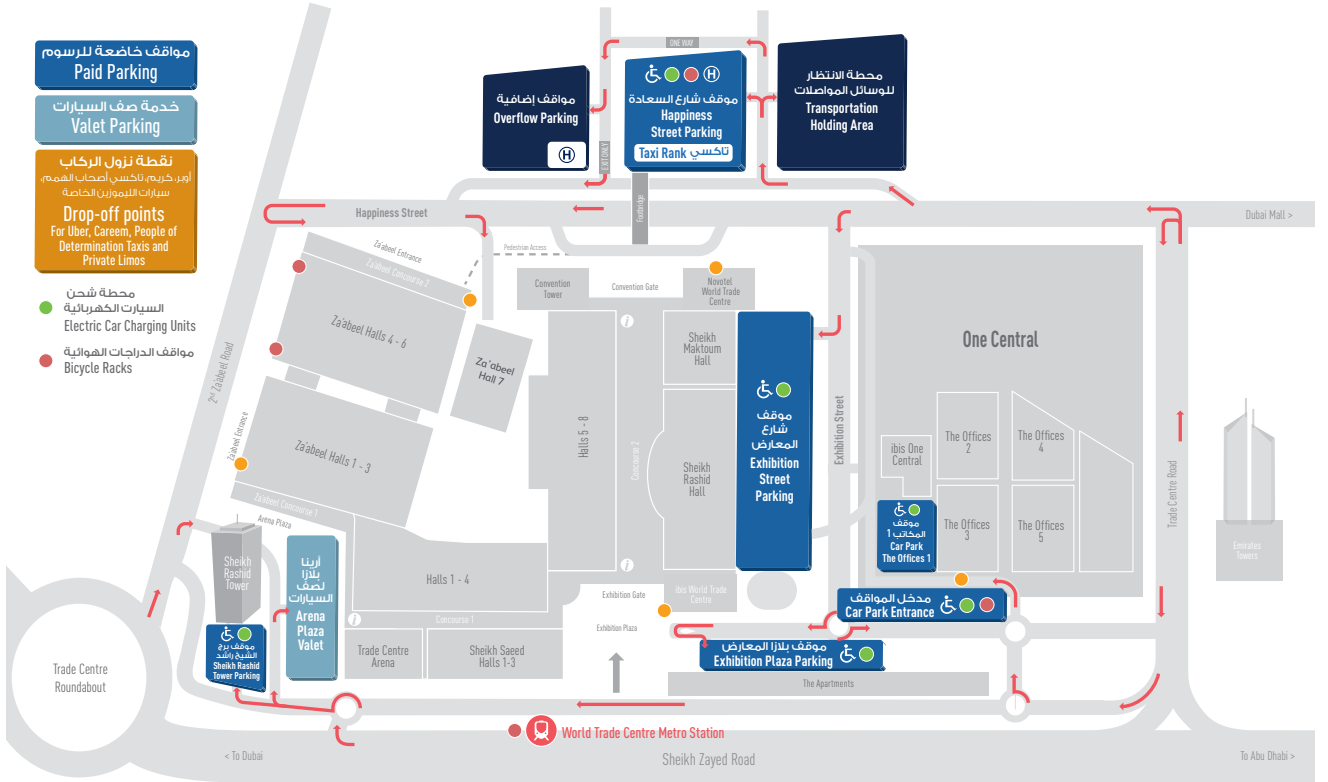 مواقف خاضعة للرسوم
Paid Parking
خدمة صف السيارات
Valet Parking
نقطة نزول الركاب
أوبر، كريم، تاكسي أصحاب الهمم،
سيارات الليموزين الخاصة
Drop-off points
For Uber, Careem, People of
Determination Taxis and
Private Limos
محطة شحن
السيارت الكهربائية
Electric Car Charging Units
مواقف الدراجات الهوائية
Bicycle Racks
ONE WAY
مواقف إضافية
Overflow Parking
H
H
موقف شارع السعادة
Happiness
Street Parking
Taxi Rank تاكسي
محطة الانتظار
للوسائل المواصلات
Transportation
Holding Area
EXIT ONLY
Footbridge
Happiness Street
Dubai Mall >
Za'abeel Entrance
Za'abeel Concourse 2
Pedestrian Access
Convention
Tower
Convention Gate
Novotel
World Trade
Centre
Za'abeel Halls 4 - 6
Za'abeel
Hall 7
2nd Za'abeel Road
Za'abeel Entrance
Za'abeel Halls 1 - 3
Za'abeel Concourse 1
Arena Plaza
Halls 5 - 8
Concourse 2
i
i
i
Sheikh
Maktoum
Hall
Sheikh
Rashid
Hall
موقف
شارع
المعارض
Exhibition
Street
Parking
Exhibition Street
One Central
ibis One
Central
The Offices
2
The Offices
4
The Offices
3
The Offices
5
موقف
المكاتب 1
Car Park
The Offices 1
Trade Centre Road
Emirates
Towers
Sheikh
Rashid
Tower
أرينا
بلازا
لصف
السيارات
Arena
Plaza
Valet
Halls 1 - 4
Concourse 1
Exhibition Gate
ibis World Trade
Centre
Exhibition Plaza
مدخل المواقف
Car Park Entrance
موقف بلازا المعارض
Exhibition Plaza Parking
The Apartments
موقف برج
الشيخ راشد
Sheikh Rashid
Tower Parking
Trade Centre
Arena
Sheikh Saeed
Halls 1-3
Trade Centre
Roundabout
World Trade Centre Metro Station
< To Dubai
Sheikh Zayed Road
To Abu Dhabi >